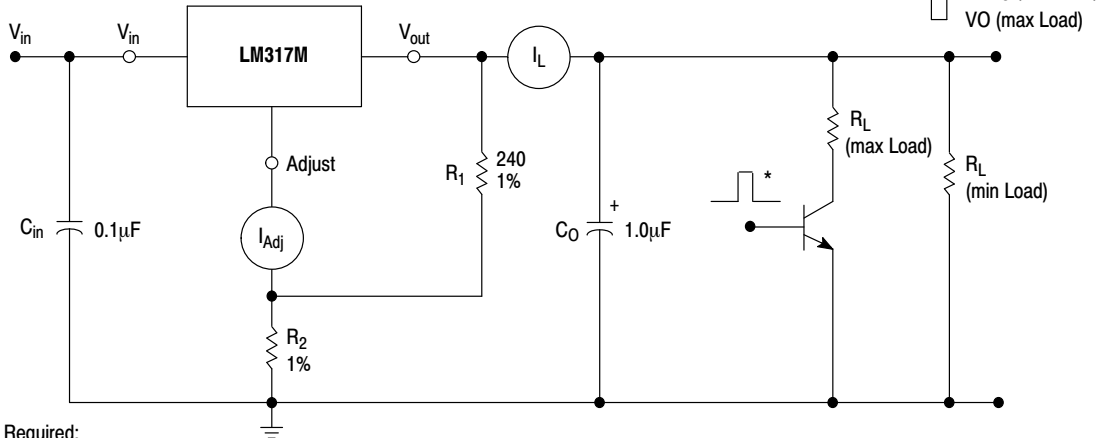 VO (max Load)
Vin
Vin
LM317M
Vout
IL
RL
(max Load)
RL
(min Load)
Adjust
R1
240
1%
*
Cin
0.1μF
IAdj
CO
+
1.0μF
R2
1%
Required: